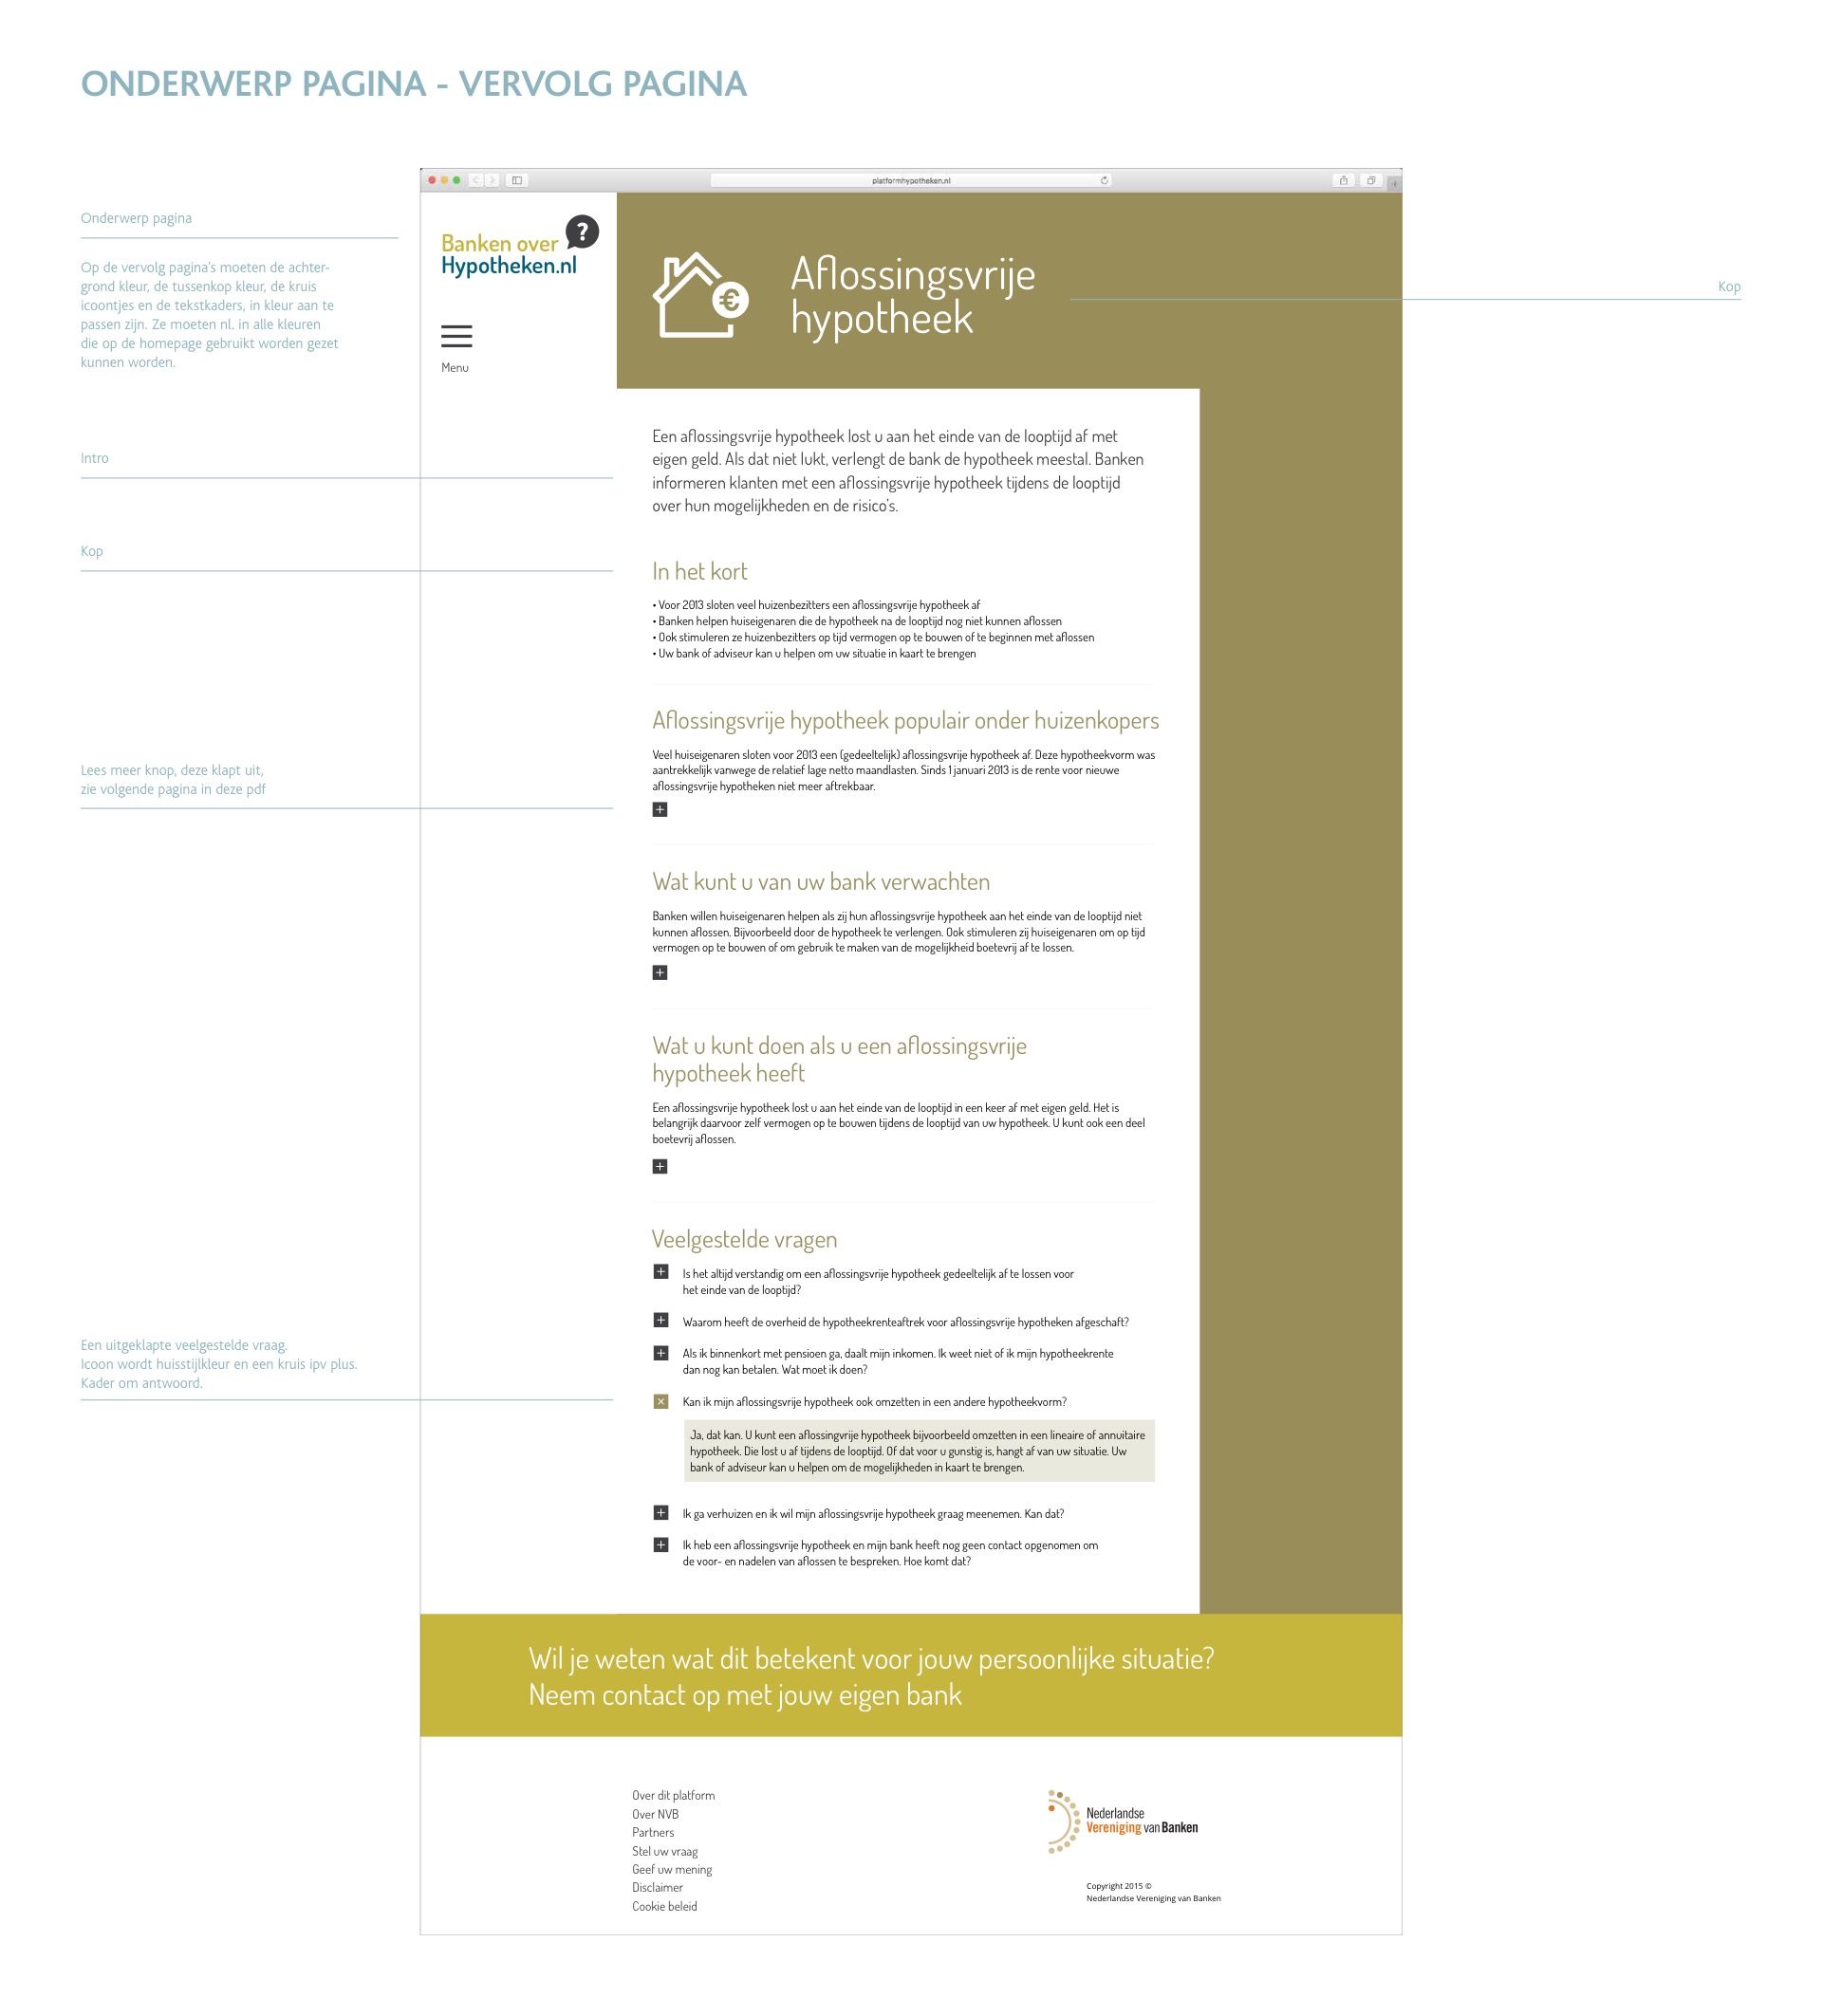 ONDERWERP PAGINA - VERVOLG PAGINA
platformhypotheken.nl
Onderwerp pagina
Op de vervolg pagina's moeten de achter-
grond kleur, de tussenkop kleur, de kruis
icoontjes en de tekstkaders, in kleur aan te
passen zijn. Ze moeten nl. in alle kleuren
die op de homepage gebruikt worden gezet
kunnen worden.
Intro
Kop
Lees meer knop, deze klapt uit,
zie volgende pagina in deze pdf
Een uitgeklapte veelgestelde vraag.
Icoon wordt huisstijlkleur en een kruis ipv plus.
Kader om antwoord.
Banken over
Hypotheken.nl
?
Menu
Aflossingsvrije
hypotheek
Kop
Een aflossingsvrije hypotheek lost u aan het einde van de looptijd af met
eigen geld. Als dat niet lukt, verlengt de bank de hypotheek meestal. Banken
informeren klanten met een aflossingsvrije hypotheek tijdens de looptijd
over hun mogelijkheden en de risico's.
In het kort
• Voor 2013 sloten veel huizenbezitters een aflossingsvrije hypotheek af
• Banken helpen huiseigenaren die de hypotheek na de looptijd nog niet kunnen aflossen
• Ook stimuleren ze huizenbezitters op tijd vermogen op te bouwen of te beginnen met aflossen
• Uw bank of adviseur kan u helpen om uw situatie in kaart te brengen
Aflossingsvrije hypotheek populair onder huizenkopers
Veel huiseigenaren sloten voor 2013 een (gedeeltelijk) aflossingsvrije hypotheek af. Deze hypotheekvorm was
aantrekkelijk vanwege de relatief lage netto maandlasten. Sinds 1 januari 2013 is de rente voor nieuwe
aflossingsvrije hypotheken niet meer aftrekbaar.
Wat kunt u van uw bank verwachten
Banken willen huiseigenaren helpen als zij hun aflossingsvrije hypotheek aan het einde van de looptijd niet
kunnen aflossen. Bijvoorbeeld door de hypotheek te verlengen. Ook stimuleren zij huiseigenaren om op tijd
vermogen op te bouwen of om gebruik te maken van de mogelijkheid boetevrij af te lossen.
Wat u kunt doen als u een aflossingsvrije
hypotheek heeft
Een aflossingsvrije hypotheek lost u aan het einde van de looptijd in een keer af met eigen geld. Het is
belangrijk daarvoor zelf vermogen op te bouwen tijdens de looptijd van uw hypotheek. U kunt ook een deel
boetevrij aflossen.
Veelgestelde vragen
Is het altijd verstandig om een aflossingsvrije hypotheek gedeeltelijk af te lossen voor
het einde van de looptijd?
Waarom heeft de overheid de hypotheekrenteaftrek voor aflossingsvrije hypotheken afgeschaft?
Als ik binnenkort met pensioen ga, daalt mijn inkomen. Ik weet niet of ik mijn hypotheekrente
dan nog kan betalen. Wat moet ik doen?
Kan ik mijn aflossingsvrije hypotheek ook omzetten in een andere hypotheekvorm?
Ja, dat kan. U kunt een aflossingvrije hypotheek bijvoorbeeld omzetten in een lineaire of annuitaire
hypotheek. Die lost u af tijdens de looptijd. Of dat voor u gunstig is, hangt af van uw situatie. Uw
bank of adviseur kan u helpen om de mogelijkheden in kaart te brengen.
Ik ga verhuizen en ik wil mijn aflossingsvrije hypotheek graag meenemen. Kan dat?
Ik heb een aflossingsvrije hypotheek en mijn bank heeft nog geen contact opgenomen om
de voor- en nadelen van aflossen te bespreken. Hoe komt dat?
Wil je weten wat dit betekent voor jouw persoonlijke situatie?
Neem contact op met jouw eigen bank
Over dit platform
Over NVB
Partners
Stel uw vraag
Geef uw mening
Disclaimer
Cookie beleid
Nederlandse
Vereniging van Banken
Copyright 2015 ©
Nederlandse Vereniging van Banken